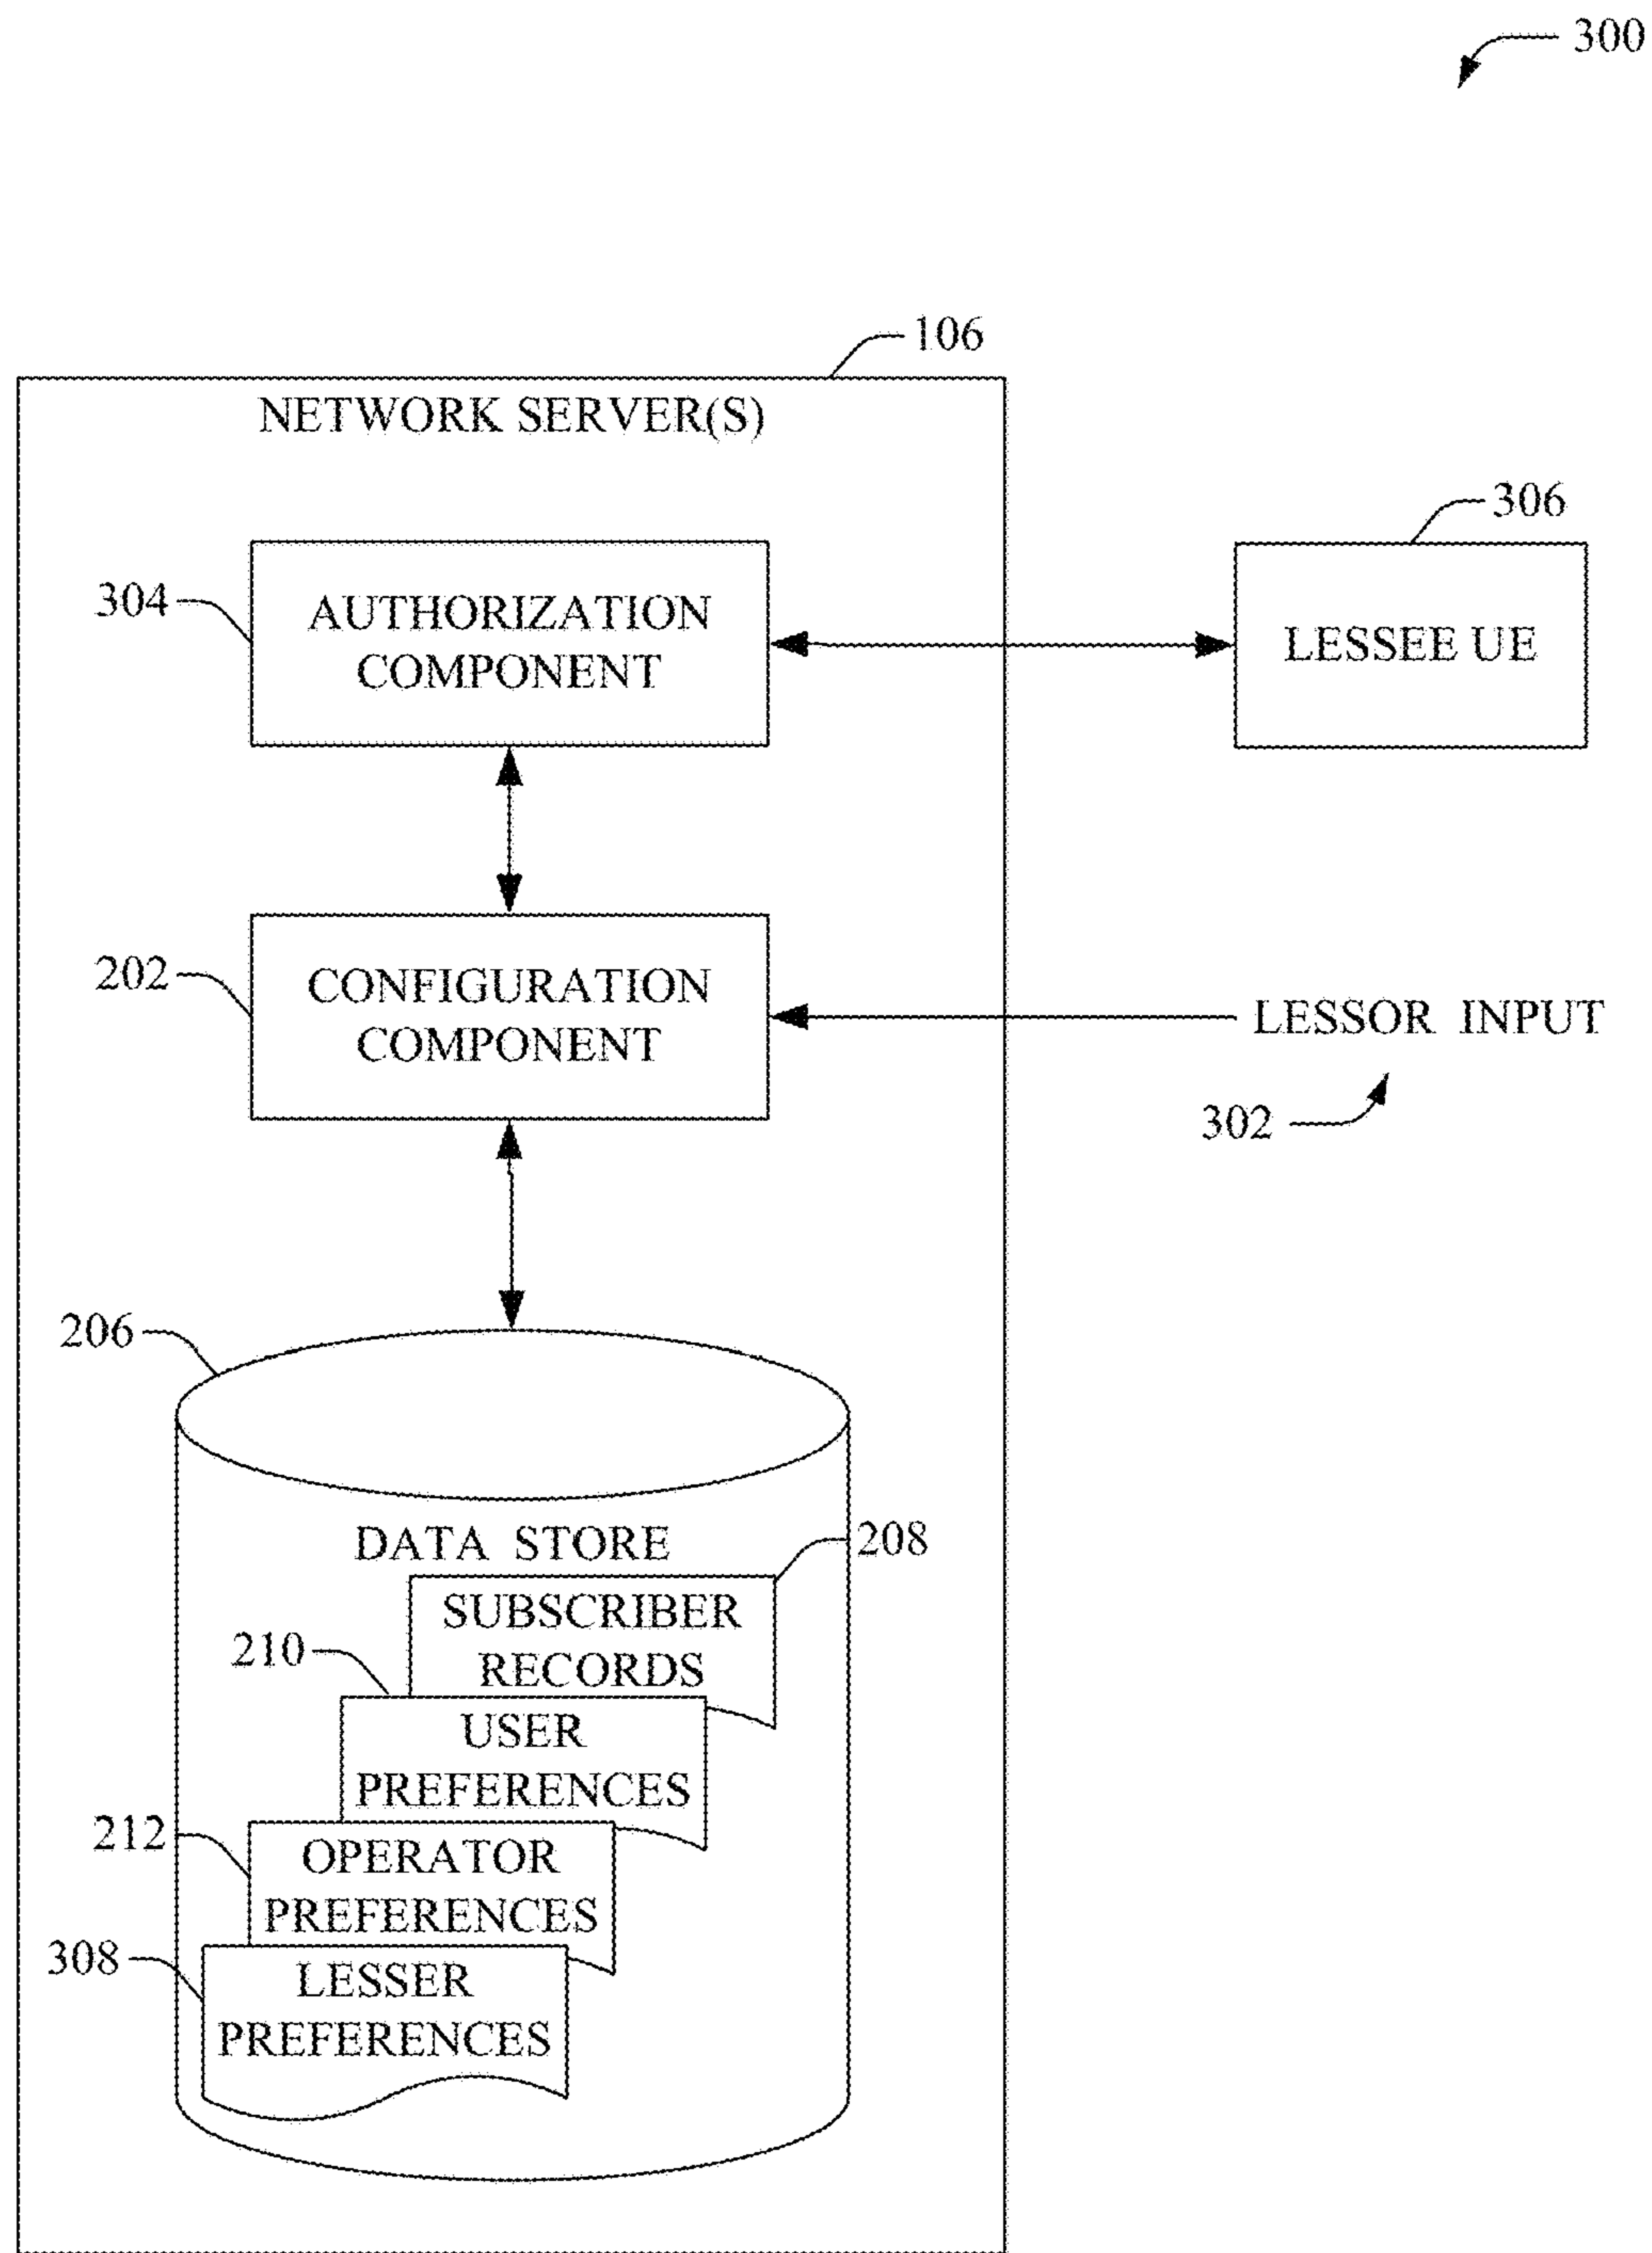 300
106
NETWORK SERVER(S)
306
304
AUTHORIZATION
COMPONENT
LESSEE UE
202
CONFIGURATION
COMPONENT
LESSOR INPUT
302
206
DATA STORE
208
SUBSCRIBER
RECORDS
210
USER
PREFERENCES
212
OPERATOR
PREFERENCES
308
LESSER
PREFERENCES